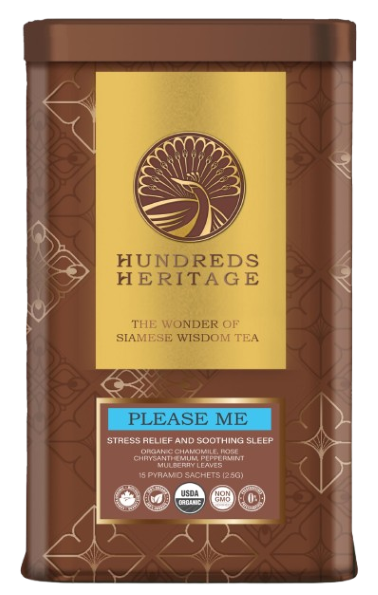 HUNDREDS
HERITAGE
THE WONDER OF
SIAMESE WISDOM TEA
PLEASE ME
STRESS RELIEF AND SOOTHING SLEEP
ORGANIC CHAMOMILE, ROSE
CHRYSANTHEMUM, PEPPERMINT
MULBERRY LEAVES
15 PYRAMID SACHETS (2.5G)
USDA
ORGANIC
NON
GMO
0%